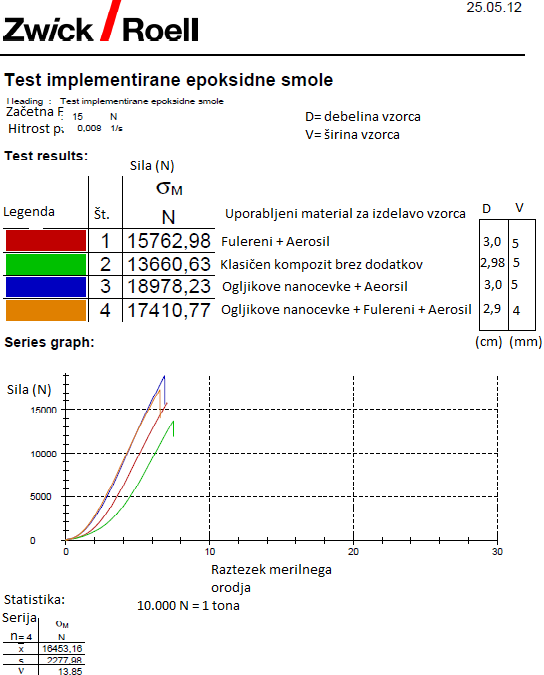 25.05.12
Zwick / Roell
Test implementirane epoksidne smole
Heading : Test implementirane epoksidne smole
Začetna F 15 N
Hitrost p 0,008 1/s
D= debelina vzorca
V= širina vzorca
Test results:
Sila (N)
σM
Legenda Št. N Uporabljeni material za izdelavo vzorca D V
1 15762,98 Fulereni + Aerosil 3,0 5
2 13660,63 Klasičen kompozit brez dodatkov 2,98 5
3 18978,23 Ogljikove nanocevke + Aeorsil 3,0 5
4 17410,77 Ogljikove nanocevke + Fulereni + Aerosil 2,9 4
Series graph: (cm) (mm)
Sila (N)
15000
10000
5000
0
0 10 20 30
Raztezek merilnega
orodja
10.000 N = 1 tona
Statistika:
Serija σM
n= 4 N
x 16453,16
s 2277,98
ν 13,85